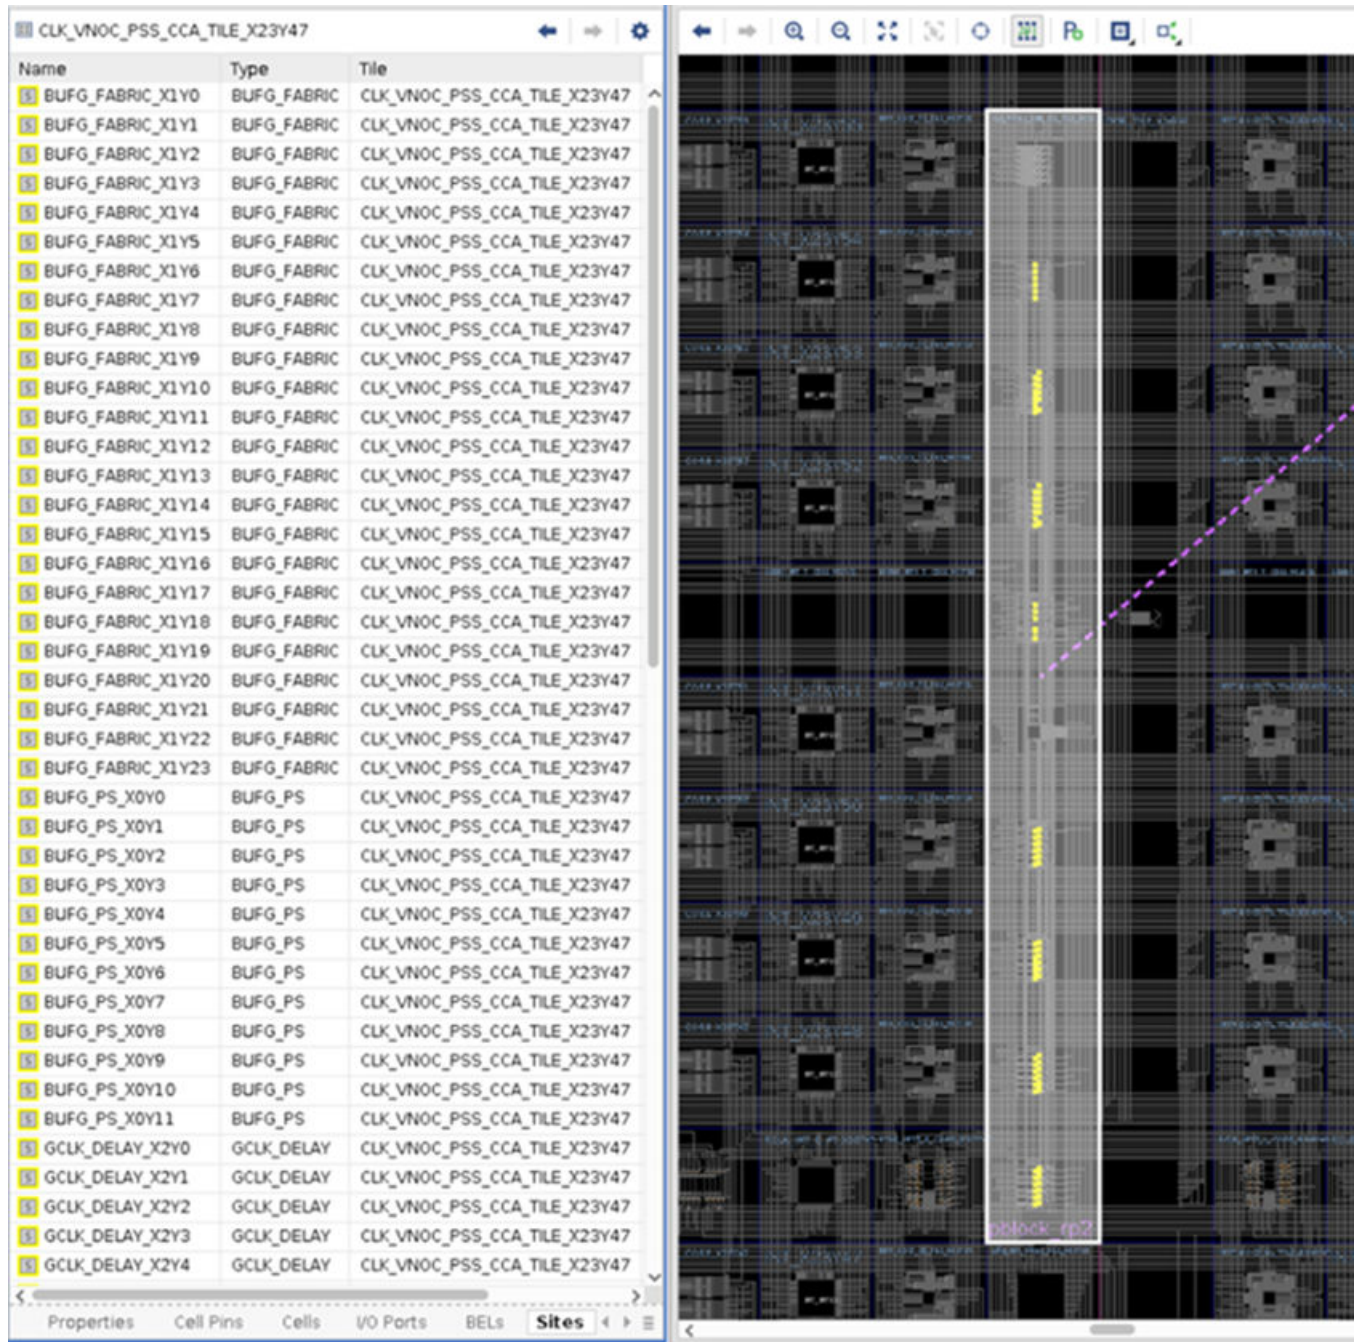 CLK_VNOC_PSS_CCA_TILE_X23Y47
Name Type Tile
BUFG_FABRIC_X1Y0 BUFG_FABRIC CLK_VNOC_PSS_CCA_TILE_X23Y47
BUFG_FABRIC_X1Y1 BUFG_FABRIC CLK_VNOC_PSS_CCA_TILE_X23Y47
BUFG_FABRIC_X1Y2 BUFG_FABRIC CLK_VNOC_PSS_CCA_TILE_X23Y47
BUFG_FABRIC_X1Y3 BUFG_FABRIC CLK_VNOC_PSS_CCA_TILE_X23Y47
BUFG_FABRIC_X1Y4 BUFG_FABRIC CLK_VNOC_PSS_CCA_TILE_X23Y47
BUFG_FABRIC_X1Y5 BUFG_FABRIC CLK_VNOC_PSS_CCA_TILE_X23Y47
BUFG_FABRIC_X1Y6 BUFG_FABRIC CLK_VNOC_PSS_CCA_TILE_X23Y47
BUFG_FABRIC_X1Y7 BUFG_FABRIC CLK_VNOC_PSS_CCA_TILE_X23Y47
BUFG_FABRIC_X1Y8 BUFG_FABRIC CLK_VNOC_PSS_CCA_TILE_X23Y47
BUFG_FABRIC_X1Y9 BUFG_FABRIC CLK_VNOC_PSS_CCA_TILE_X23Y47
BUFG_FABRIC_X1Y10 BUFG_FABRIC CLK_VNOC_PSS_CCA_TILE_X23Y47
BUFG_FABRIC_X1Y11 BUFG_FABRIC CLK_VNOC_PSS_CCA_TILE_X23Y47
BUFG_FABRIC_X1Y12 BUFG_FABRIC CLK_VNOC_PSS_CCA_TILE_X23Y47
BUFG_FABRIC_X1Y13 BUFG_FABRIC CLK_VNOC_PSS_CCA_TILE_X23Y47
BUFG_FABRIC_X1Y14 BUFG_FABRIC CLK_VNOC_PSS_CCA_TILE_X23Y47
BUFG_FABRIC_X1Y15 BUFG_FABRIC CLK_VNOC_PSS_CCA_TILE_X23Y47
BUFG_FABRIC_X1Y16 BUFG_FABRIC CLK_VNOC_PSS_CCA_TILE_X23Y47
BUFG_FABRIC_X1Y17 BUFG_FABRIC CLK_VNOC_PSS_CCA_TILE_X23Y47
BUFG_FABRIC_X1Y18 BUFG_FABRIC CLK_VNOC_PSS_CCA_TILE_X23Y47
BUFG_FABRIC_X1Y19 BUFG_FABRIC CLK_VNOC_PSS_CCA_TILE_X23Y47
BUFG_FABRIC_X1Y20 BUFG_FABRIC CLK_VNOC_PSS_CCA_TILE_X23Y47
BUFG_FABRIC_X1Y21 BUFG_FABRIC CLK_VNOC_PSS_CCA_TILE_X23Y47
BUFG_FABRIC_X1Y22 BUFG_FABRIC CLK_VNOC_PSS_CCA_TILE_X23Y47
BUFG_FABRIC_X1Y23 BUFG_FABRIC CLK_VNOC_PSS_CCA_TILE_X23Y47
BUFG_PS_X0Y0 BUFG_PS CLK_VNOC_PSS_CCA_TILE_X23Y47
BUFG_PS_X0Y1 BUFG_PS CLK_VNOC_PSS_CCA_TILE_X23Y47
BUFG_PS_X0Y2 BUFG_PS CLK_VNOC_PSS_CCA_TILE_X23Y47
BUFG_PS_X0Y3 BUFG_PS CLK_VNOC_PSS_CCA_TILE_X23Y47
BUFG_PS_X0Y4 BUFG_PS CLK_VNOC_PSS_CCA_TILE_X23Y47
BUFG_PS_X0Y5 BUFG_PS CLK_VNOC_PSS_CCA_TILE_X23Y47
BUFG_PS_X0Y6 BUFG_PS CLK_VNOC_PSS_CCA_TILE_X23Y47
BUFG_PS_X0Y7 BUFG_PS CLK_VNOC_PSS_CCA_TILE_X23Y47
BUFG_PS_X0Y8 BUFG_PS CLK_VNOC_PSS_CCA_TILE_X23Y47
BUFG_PS_X0Y9 BUFG_PS CLK_VNOC_PSS_CCA_TILE_X23Y47
BUFG_PS_X0Y10 BUFG_PS CLK_VNOC_PSS_CCA_TILE_X23Y47
BUFG_PS_X0Y11 BUFG_PS CLK_VNOC_PSS_CCA_TILE_X23Y47
GCLK_DELAY_X2Y0 GCLK_DELAY CLK_VNOC_PSS_CCA_TILE_X23Y47
GCLK_DELAY_X2Y1 GCLK_DELAY CLK_VNOC_PSS_CCA_TILE_X23Y47
GCLK_DELAY_X2Y2 GCLK_DELAY CLK_VNOC_PSS_CCA_TILE_X23Y47
GCLK_DELAY_X2Y3 GCLK_DELAY CLK_VNOC_PSS_CCA_TILE_X23Y47
GCLK_DELAY_X2Y4 GCLK_DELAY CLK_VNOC_PSS_CCA_TILE_X23Y47
Properties Cell Pins Cells I/O Ports BELs Sites
pblock_rp2